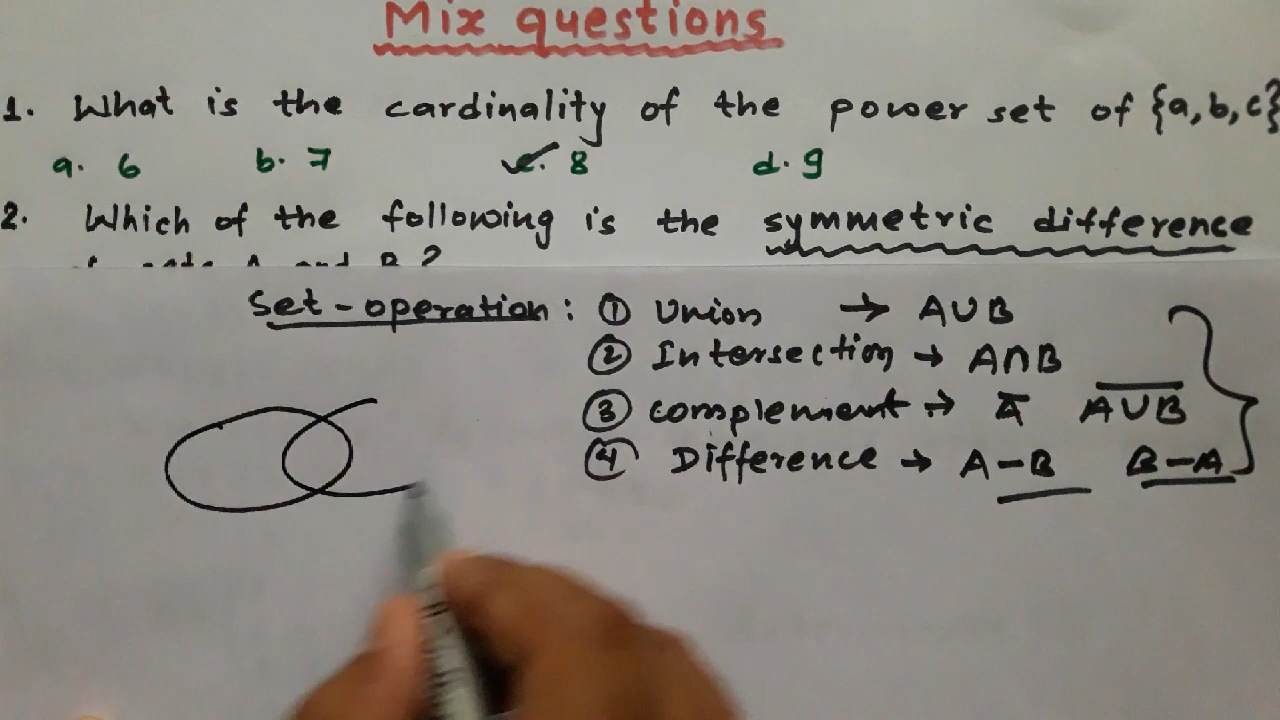 Mix questions
1. What is the cardinality of the power set of {a, b, c}
a. 6 b. 7 c. 8 d. 9
2. Which of the following is the symmetric difference
A and B ?
Set-operation : ① Union → A∪B
② Intersection → A∩B
③ complement → A̅ A̅∪̅B̅
④ Difference → A-B B-A